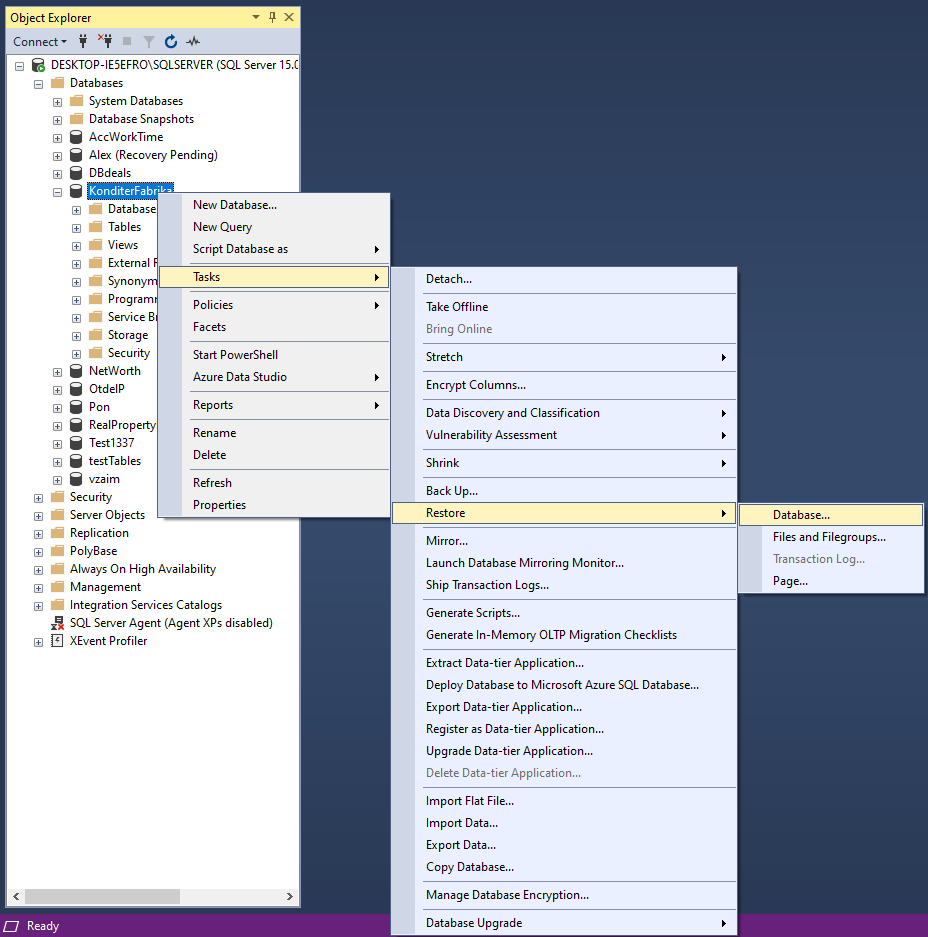 Object Explorer
Connect
DESKTOP-IE5EFRO\SQLSERVER (SQL Server 15.0
Databases
System Databases
Database Snapshots
AccWorkTime
Alex (Recovery Pending)
DBdeals
KonditerFabrika
Database
Tables
Views
External R
Synonym
Programm
Service Br
Storage
Security
NetWorth
OtdelP
Pon
RealProperty
Test1337
testTables
vzaim
Security
Server Objects
Replication
PolyBase
Always On High Availability
Management
Integration Services Catalogs
SQL Server Agent (Agent XPs disabled)
XEvent Profiler
New Database...
New Query
Script Database as
Tasks
Policies
Facets
Start PowerShell
Azure Data Studio
Reports
Rename
Delete
Refresh
Properties
Detach...
Take Offline
Bring Online
Stretch
Encrypt Columns...
Data Discovery and Classification
Vulnerability Assessment
Shrink
Back Up...
Restore
Mirror...
Launch Database Mirroring Monitor...
Ship Transaction Logs...
Generate Scripts...
Generate In-Memory OLTP Migration Checklists
Extract Data-tier Application...
Deploy Database to Microsoft Azure SQL Database...
Export Data-tier Application...
Register as Data-tier Application...
Upgrade Data-tier Application...
Delete Data-tier Application...
Import Flat File...
Import Data...
Export Data...
Copy Database...
Manage Database Encryption...
Database Upgrade
Database...
Files and Filegroups...
Transaction Log...
Page...
Ready